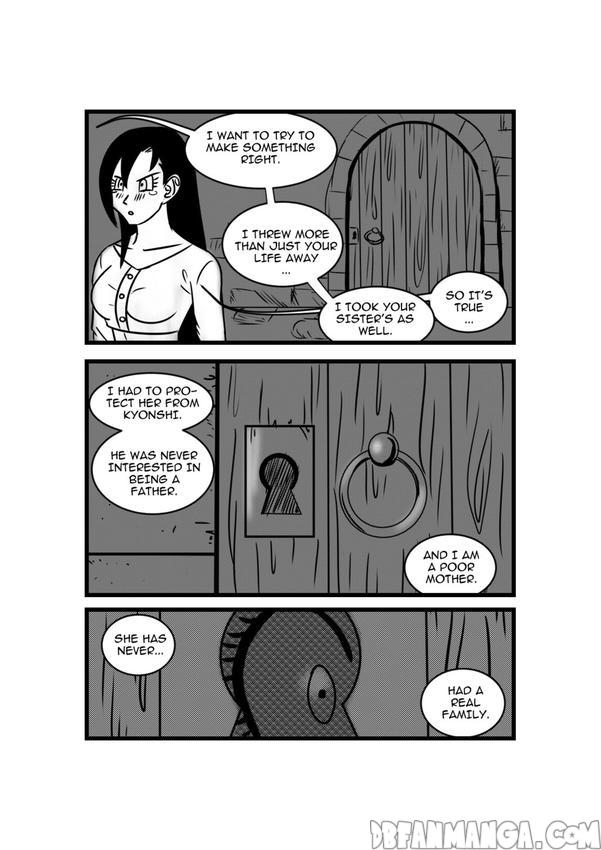 I WANT TO TRY TO
MAKE SOMETHING
RIGHT.
I THREW MORE
THAN JUST YOUR
LIFE AWAY
...
I TOOK YOUR
SISTER'S AS
WELL.
SO IT'S
TRUE
...
I HAD TO PRO-
TECT HER FROM
KYONSHI.
HE WAS NEVER
INTERESTED IN
BEING A
FATHER.
AND I AM
A POOR
MOTHER.
SHE HAS
NEVER...
HAD A
REAL
FAMILY.
DBFANMANGA.COM